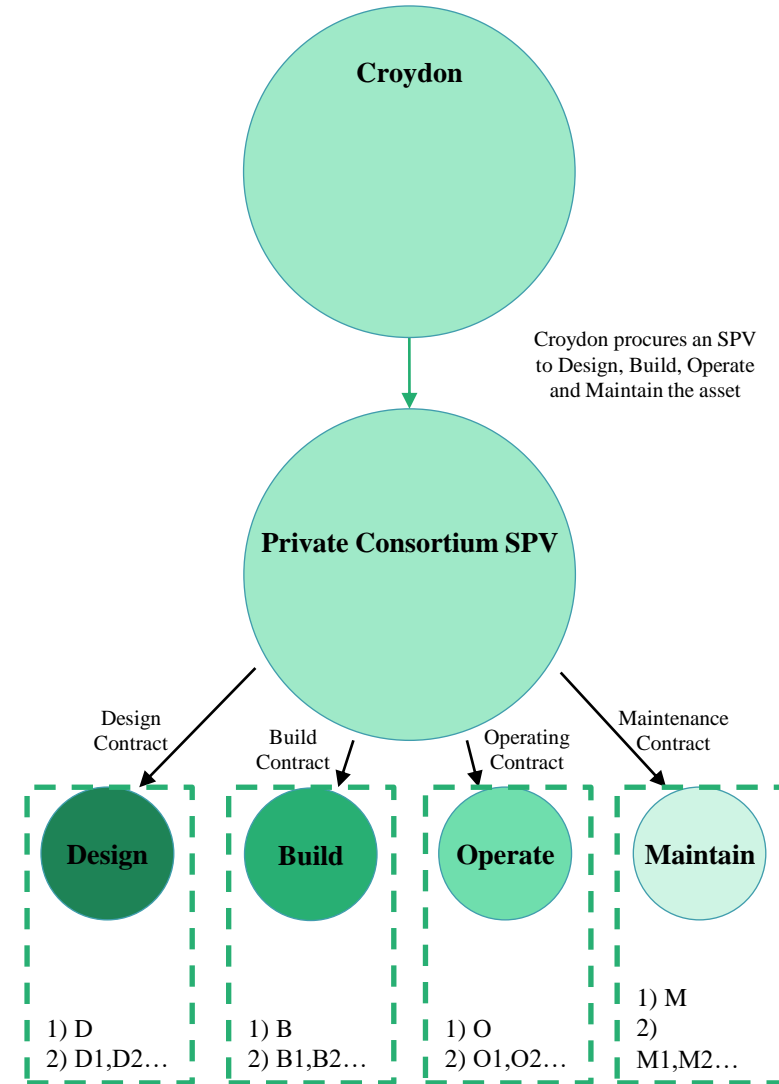 Croydon
Croydon procures an SPV
to Design, Build, Operate
and Maintain the asset
Private Consortium SPV
Design
Contract
Build
Contract
Operating
Contract
Maintenance
Contract
Design
Build
Operate
Maintain
1) D
2) D1,D2…
1) B
2) B1,B2…
1) O
2) O1,O2…
1) M
2)
M1,M2…